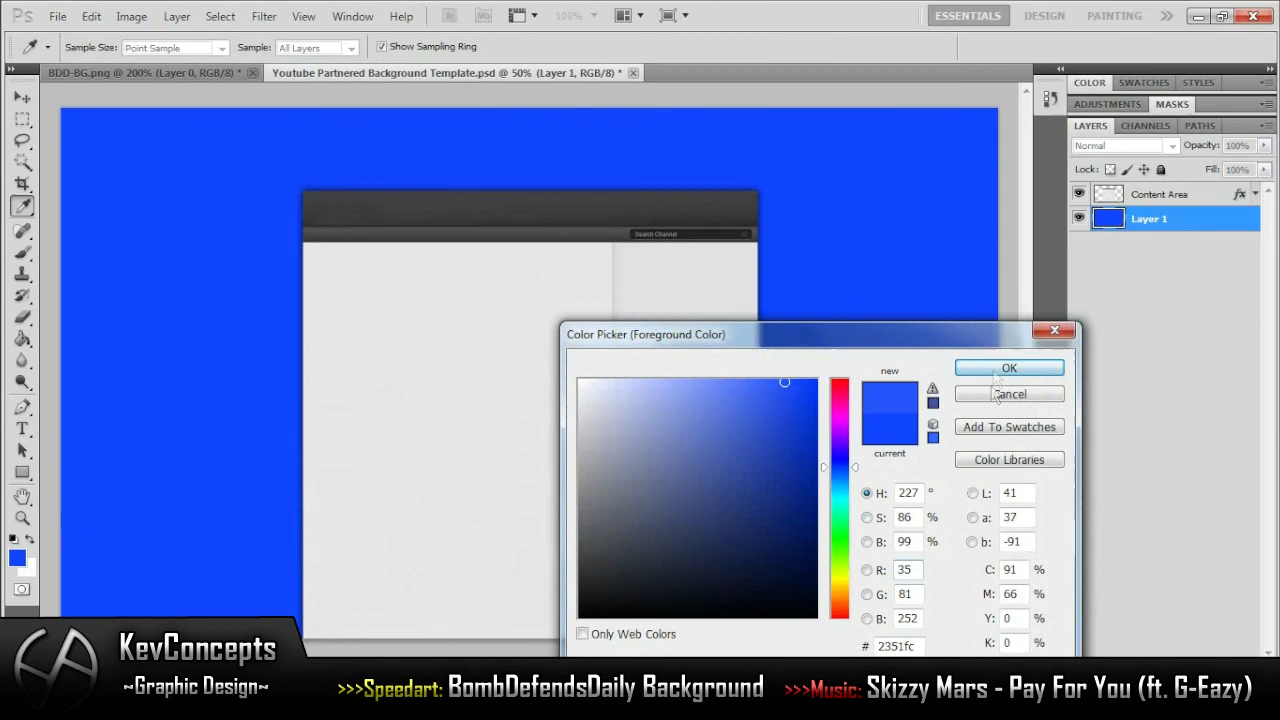 Ps File Edit Image Layer Select Filter View Window Help Br Mb 100% ESSENTIALS DESIGN PAINTING
Sample Size: Point Sample Sample: All Layers Show Sampling Ring
BDD-BG.png @ 200% (Layer 0, RGB/8) * Youtube Partnered Background Template.psd @ 50% (Layer 1, RGB/8) *
COLOR SWATCHES STYLES
ADJUSTMENTS MASKS
LAYERS CHANNELS PATHS
Normal Opacity: 100%
Lock: Fill: 100%
Content Area fx
Layer 1
Search Channel
Color Picker (Foreground Color)
new
current
OK
Cancel
Add To Swatches
Color Libraries
H: 227 ° L: 41
S: 86 % a: 37
B: 99 % b: -91
R: 35 C: 91 %
G: 81 M: 66 %
B: 252 Y: 0 %
# 2351fc K: 0 %
Only Web Colors
KevConcepts
~Graphic Design~
>>>Speedart: BombDefendsDaily Background >>>Music: Skizzy Mars - Pay For You (ft. G-Eazy)